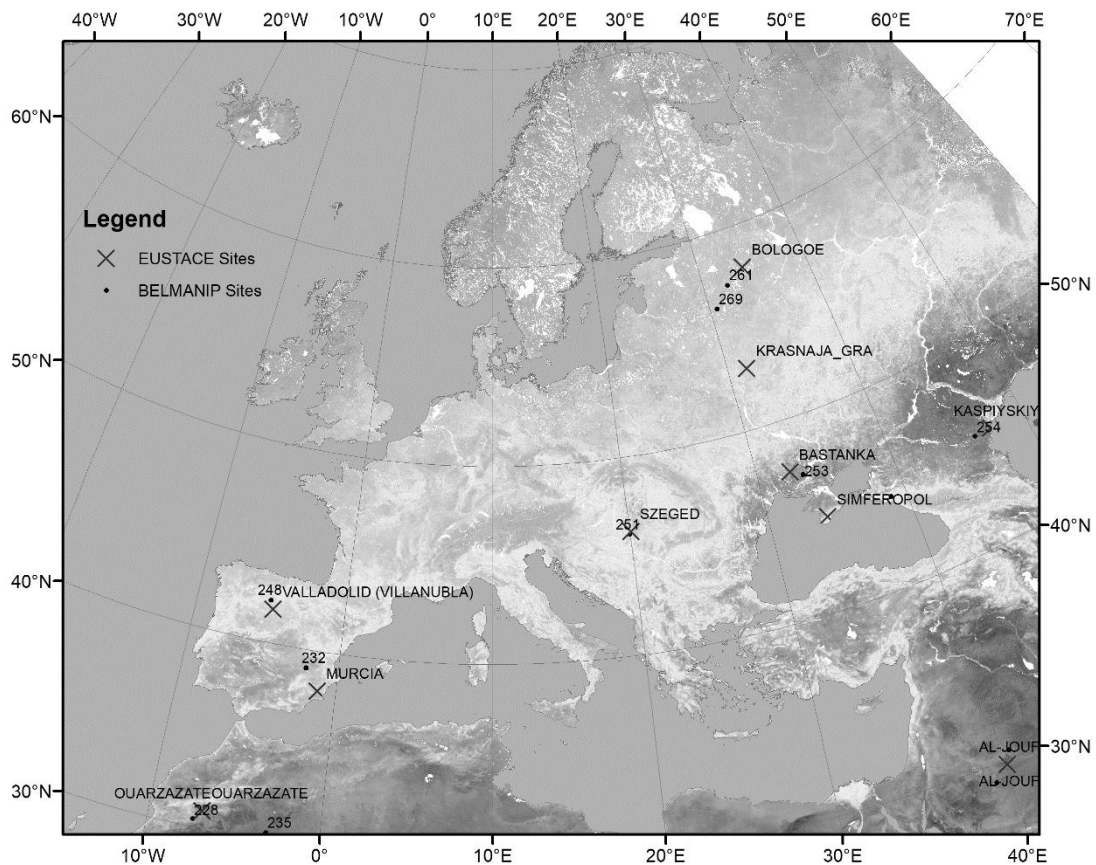 40°W 30°W 20°W 10°W 0° 10°E 20°E 30°E 40°E 50°E 60°E 70°E
60°N
Legend
EUSTACE Sites
BELMANIP Sites
BOLOGOE
261
269
50°N
50°N
KRASNAJA_GRA
KASPIYSKIY
254
BASTANKA
253
SIMFEROPOL
SZEGED
251
40°N
40°N
248
VALLADOLID (VILLANUBLA)
232
MURCIA
AL-JOUF
30°N
AL-JOUF
30°N
OUARZAZATEOUARZAZATE
228
235
10°W 0° 10°E 20°E 30°E 40°E